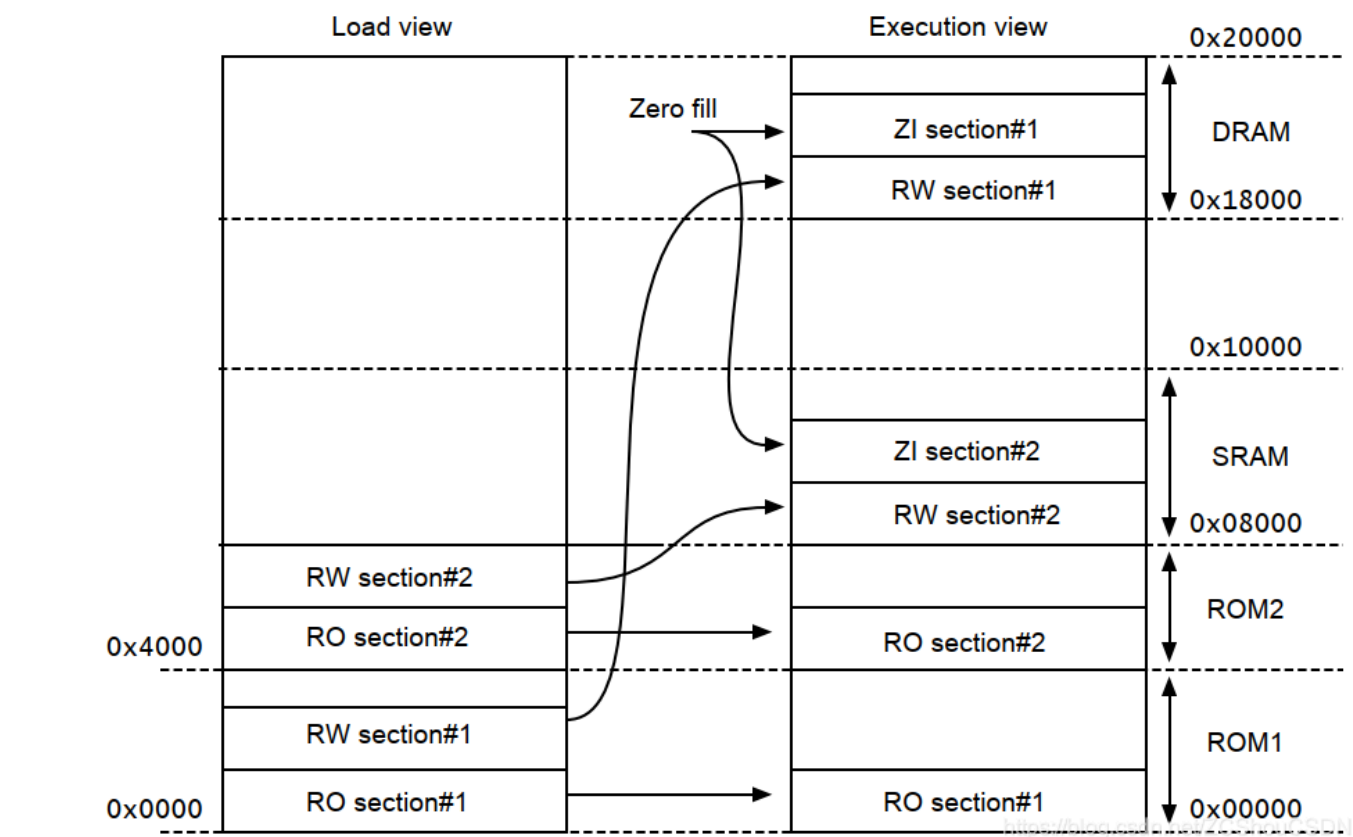 Load view
Execution view
0x20000
Zero fill
ZI section#1
DRAM
RW section#1
0x18000
0x10000
ZI section#2
SRAM
RW section#2
0x08000
RW section#2
ROM2
RO section#2
RO section#2
0x4000
RW section#1
ROM1
RO section#1
RO section#1
0x0000
0x00000